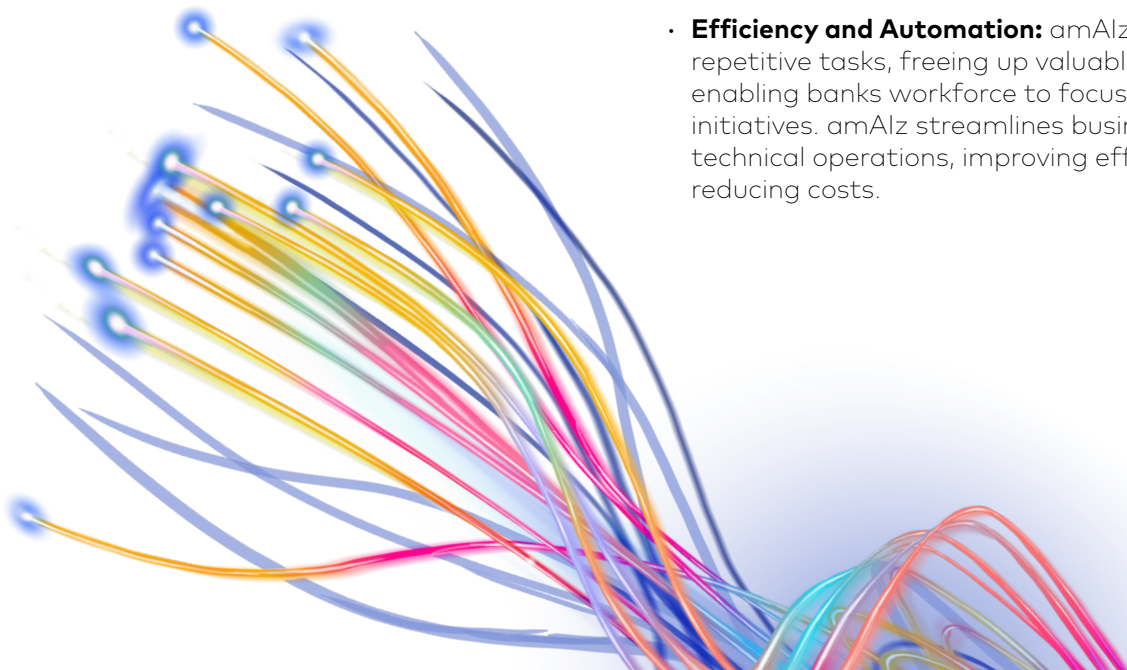 • Efficiency and Automation: amAIz
repetitive tasks, freeing up
enabling banks workforce to focus
initiatives. amAIz streamlines
technical operations, improving
reducing costs.